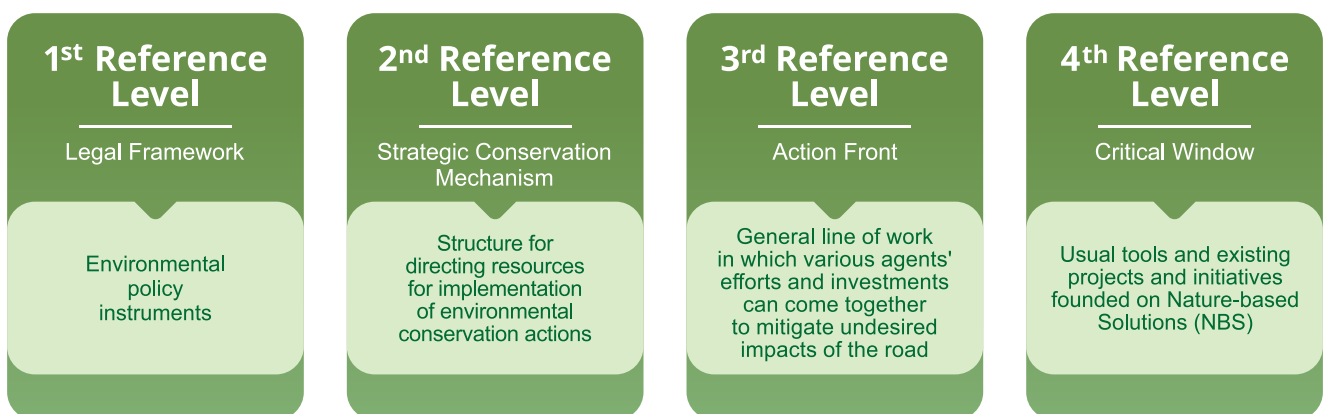 1st Reference
Level
Legal Framework
Environmental
policy
instruments
2nd Reference
Level
Strategic Conservation
Mechanism
Structure for
directing resources
for implementation
of environmental
conservation actions
3rd Reference
Level
Action Front
General line of work
in which various agents'
efforts and investments
can come together
to mitigate undesired
impacts of the road
4th Reference
Level
Critical Window
Usual tools and existing
projects and initiatives
founded on Nature-based
Solutions (NBS)